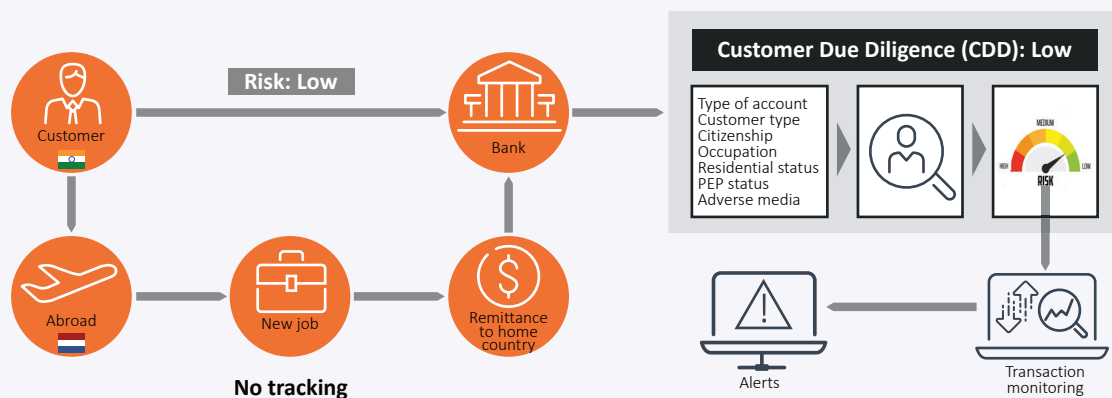 Customer Due Diligence (CDD): Low
Risk: Low
Customer
Bank
Type of account
Customer type
Citizenship
Occupation
Residential status
PEP status
Adverse media
MEDIUM
HIGH
LOW
RISK
Abroad
New job
$
Remittance
to home
country
No tracking
Alerts
Transaction
monitoring